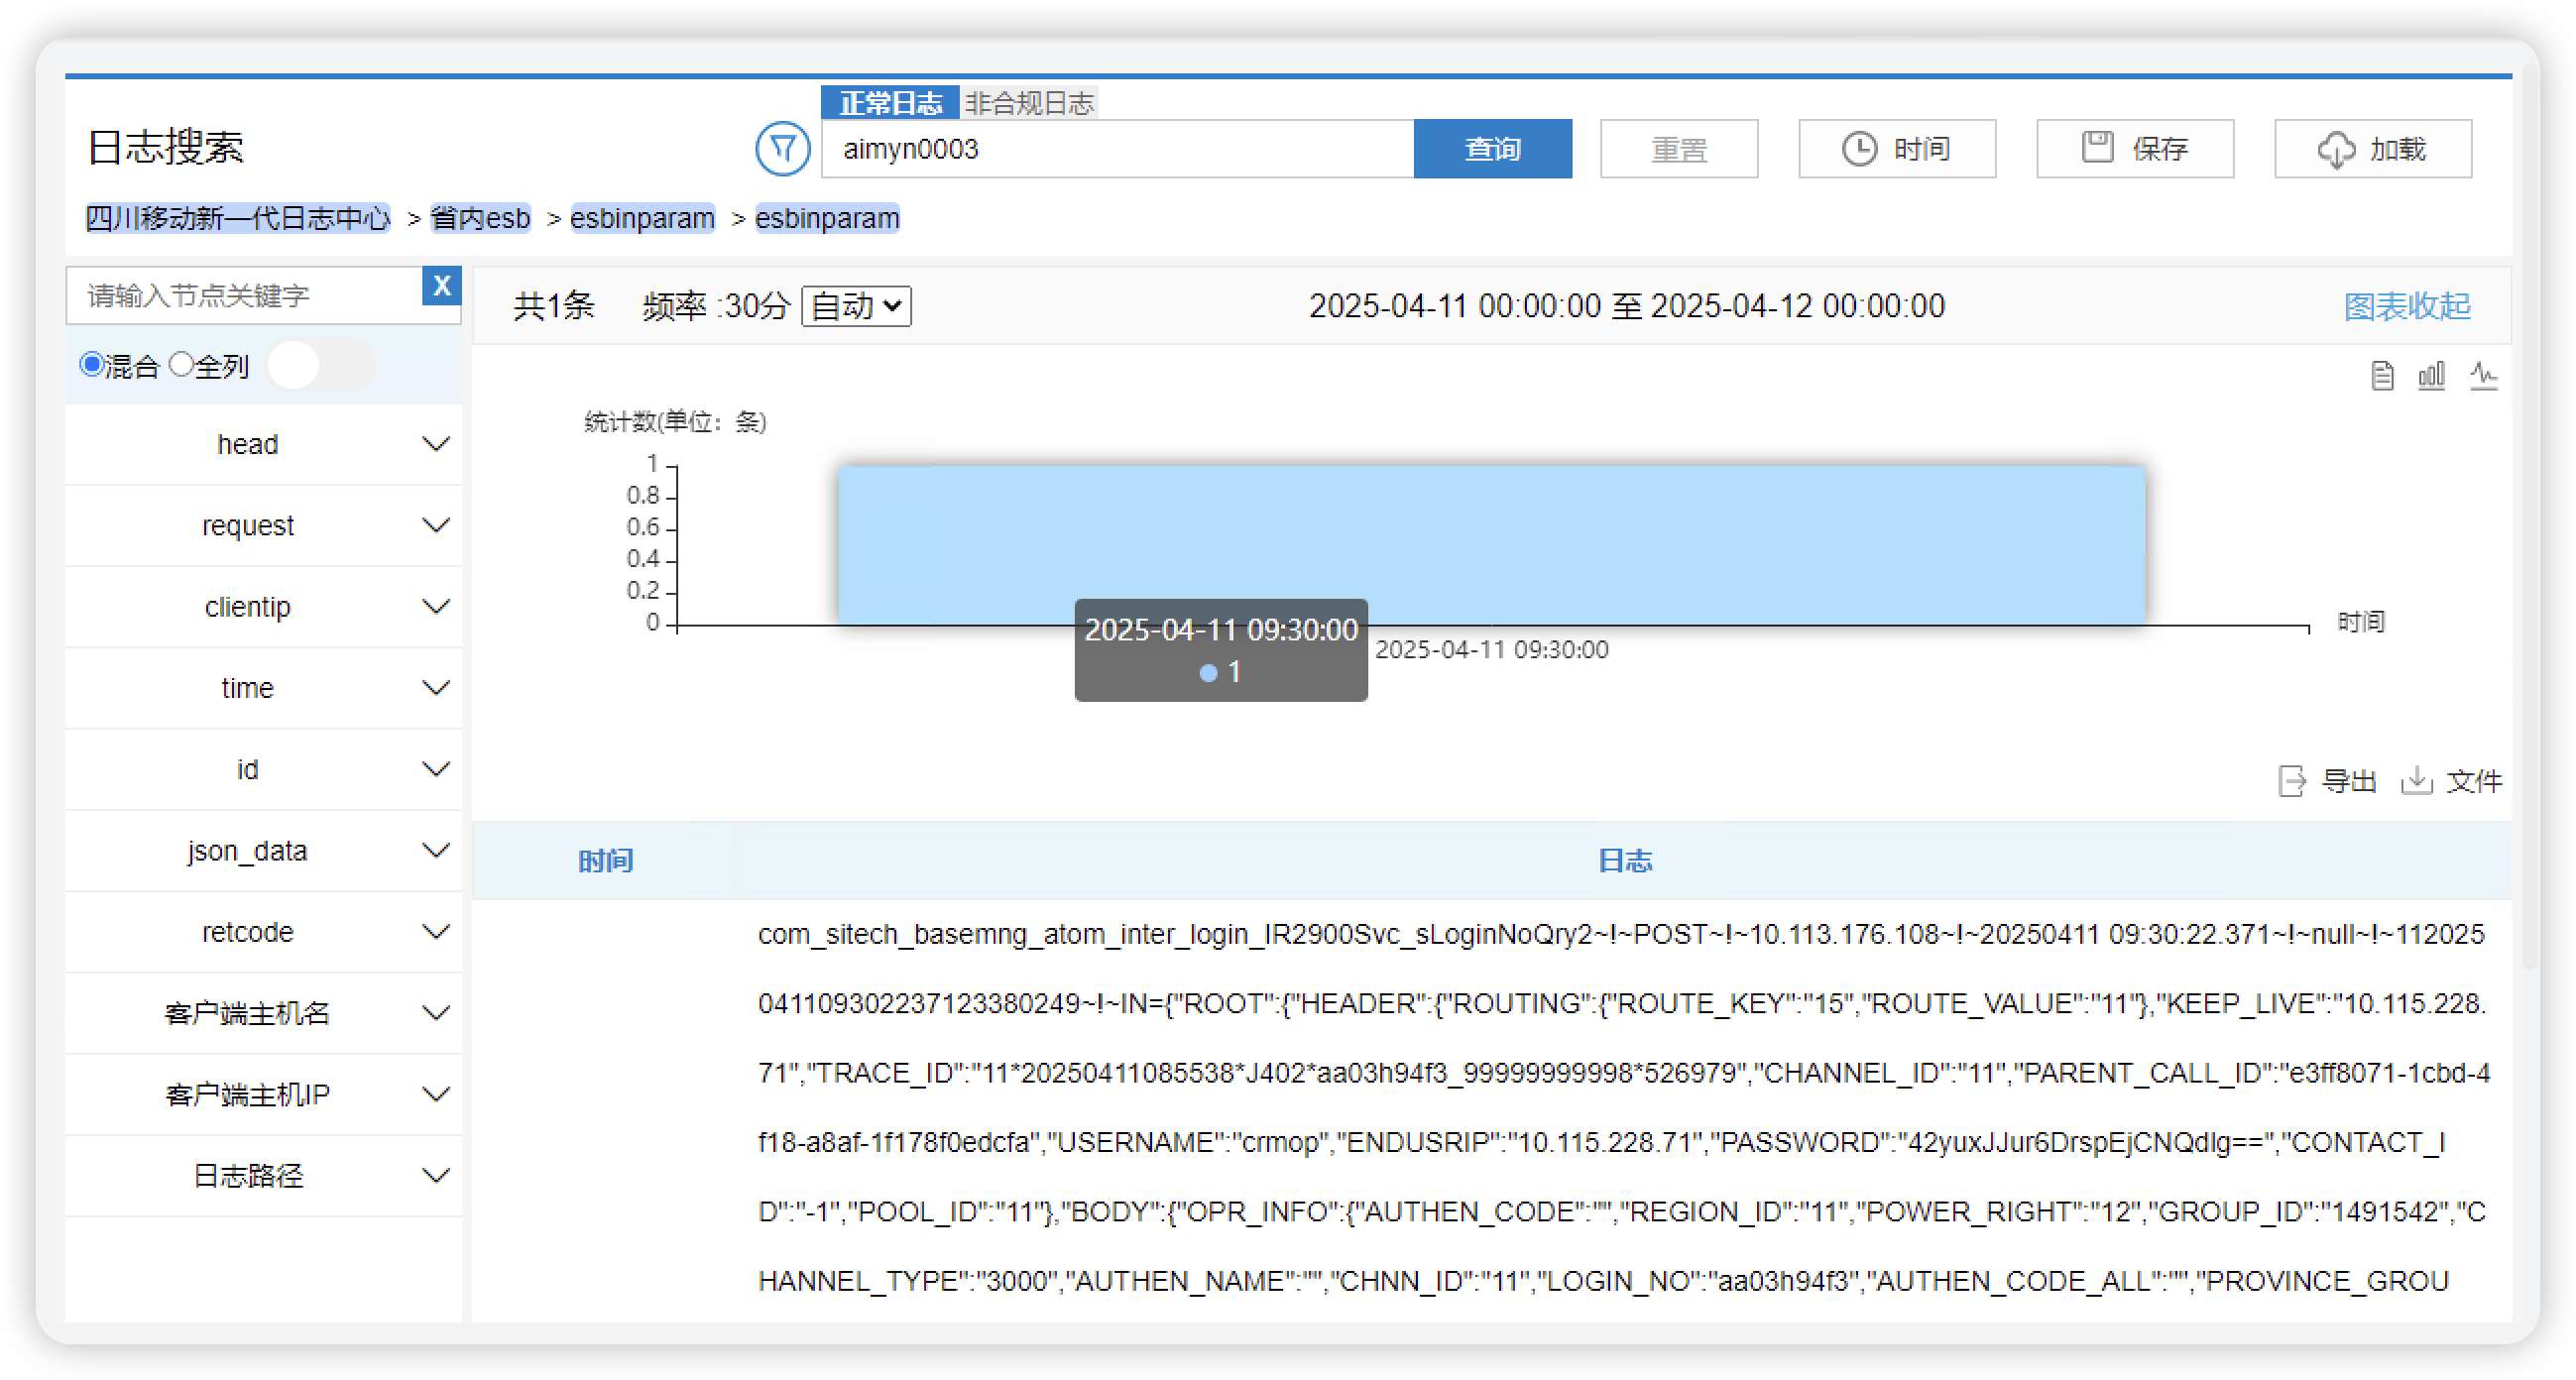 正常日志 非合规日志
日志搜索
aimyn0003 查询 重置 时间 保存 加载
四川移动新一代日志中心 > 省内esb > esbinparam > esbinparam
请输入节点关键字 X
共1条 频率 :30分 自动 2025-04-11 00:00:00 至 2025-04-12 00:00:00 图表收起
混合 全列
head
request
clientip
time
id
json_data
retcode
客户端主机名
客户端主机IP
日志路径
统计数(单位：条)
1
0.8
0.6
0.4
0.2
0
时间
2025-04-11 09:30:00
2025-04-11 09:30:00
1
导出 文件
时间 日志
com_sitech_basemng_atom_inter_login_IR2900Svc_sLoginNoQry2~!~POST~!~10.113.176.108~!~20250411 09:30:22.371~!~null~!~112025
0411093022371233​80249~!~IN={"ROOT":{"HEADER":{"ROUTING":{"ROUTE_KEY":"15","ROUTE_VALUE":"11"},"KEEP_LIVE":"10.115.228.
71","TRACE_ID":"11*20250411085538*J402*aa03h94f3_99999999998*526979","CHANNEL_ID":"11","PARENT_CALL_ID":"e3ff8071-1cbd-4
f18-a8af-1f178f0edcfa","USERNAME":"crmop","ENDUSRIP":"10.115.228.71","PASSWORD":"42yuxJJur6DrspEjCNQdlg==","CONTACT_I
D":"-1","POOL_ID":"11"},"BODY":{"OPR_INFO":{"AUTHEN_CODE":"","REGION_ID":"11","POWER_RIGHT":"12","GROUP_ID":"1491542","C
HANNEL_TYPE":"3000","AUTHEN_NAME":"","CHNN_ID":"11","LOGIN_NO":"aa03h94f3","AUTHEN_CODE_ALL":"","PROVINCE_GROU